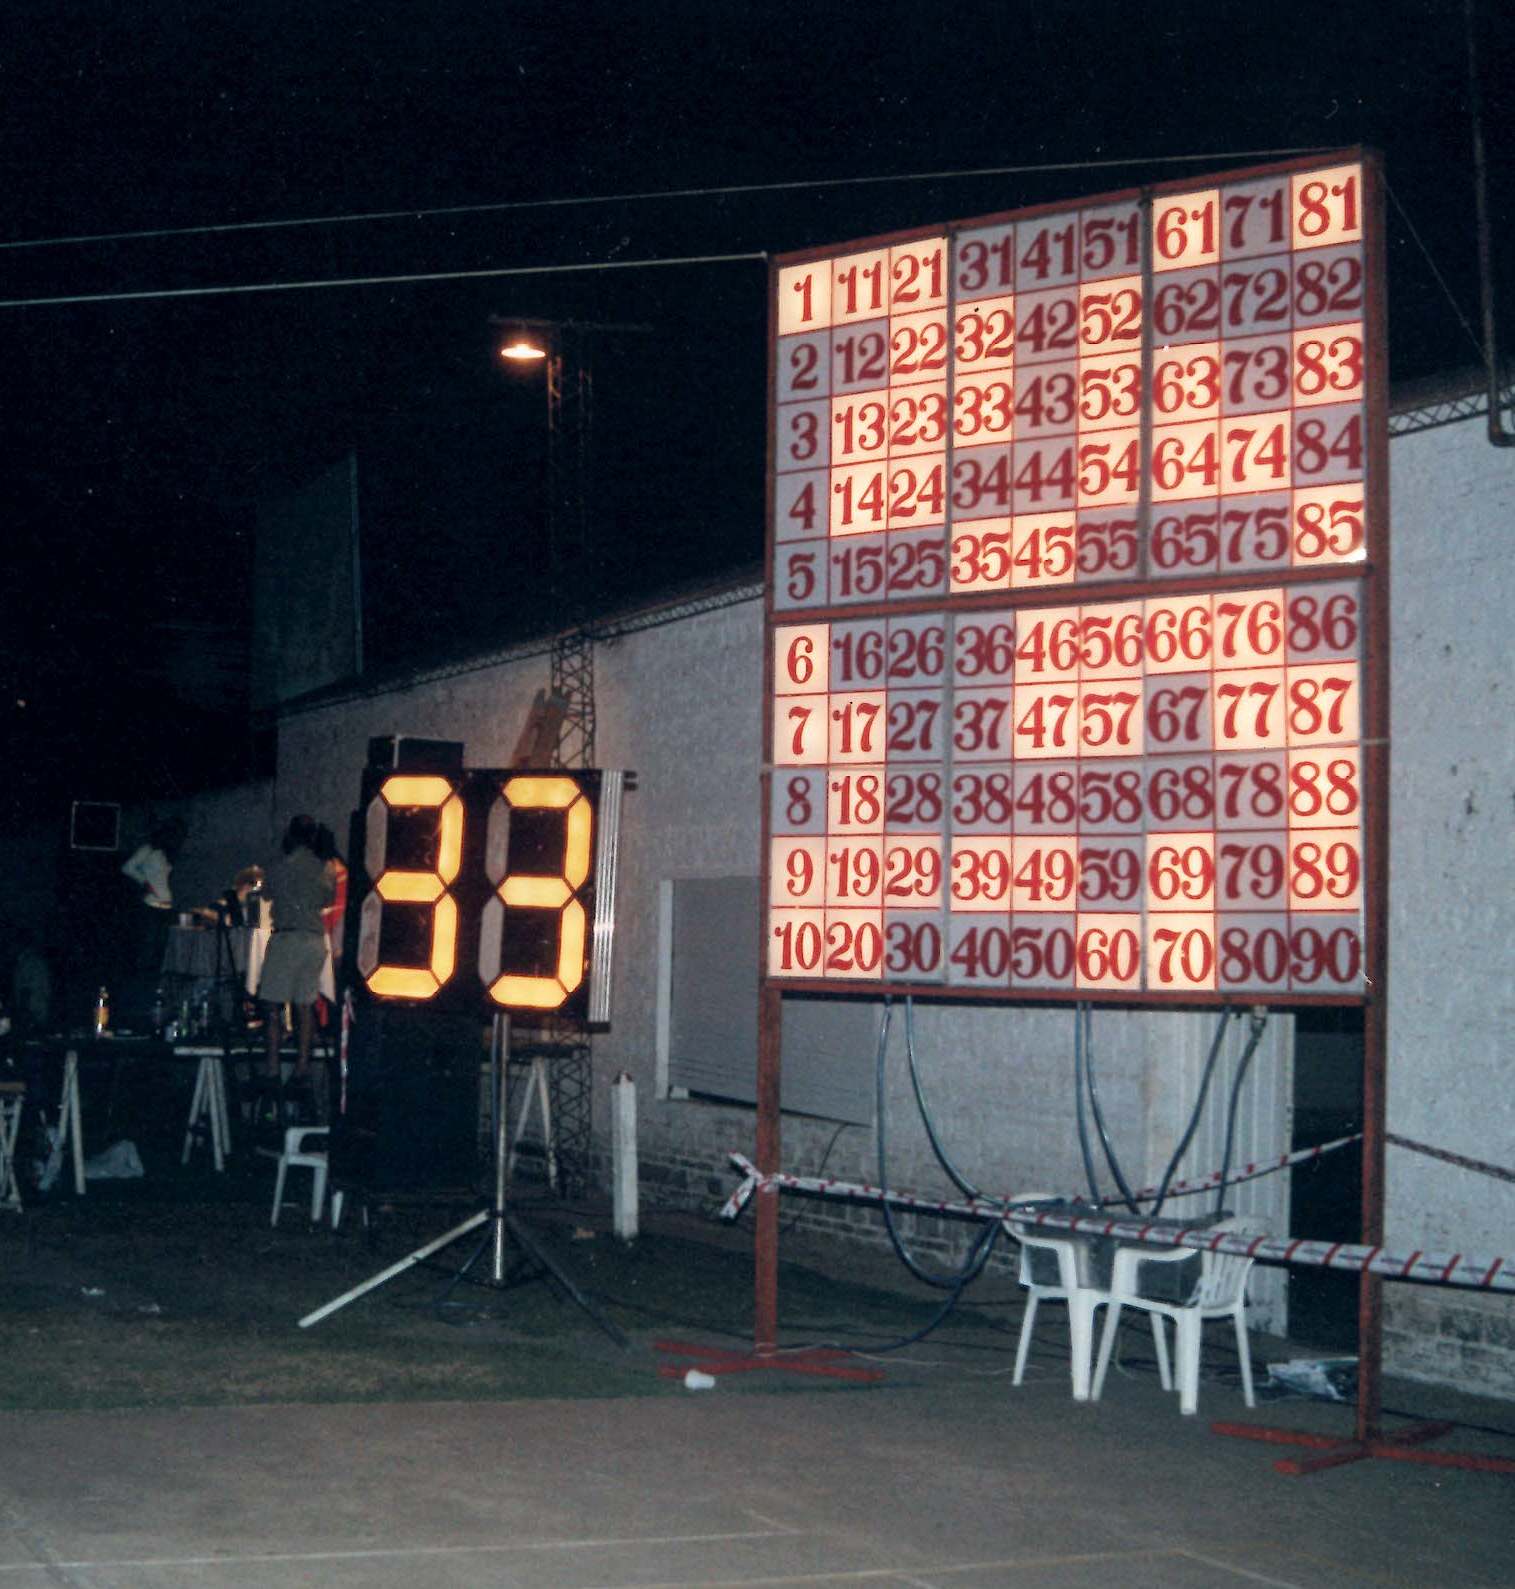 1 11 21 31 41 51 61 71 81
2 12 22 32 42 52 62 72 82
3 13 23 33 43 53 63 73 83
4 14 24 34 44 54 64 74 84
5 15 25 35 45 55 65 75 85
6 16 26 36 46 56 66 76 86
7 17 27 37 47 57 67 77 87
8 18 28 38 48 58 68 78 88
9 19 29 39 49 59 69 79 89
10 20 30 40 50 60 70 80 90
33